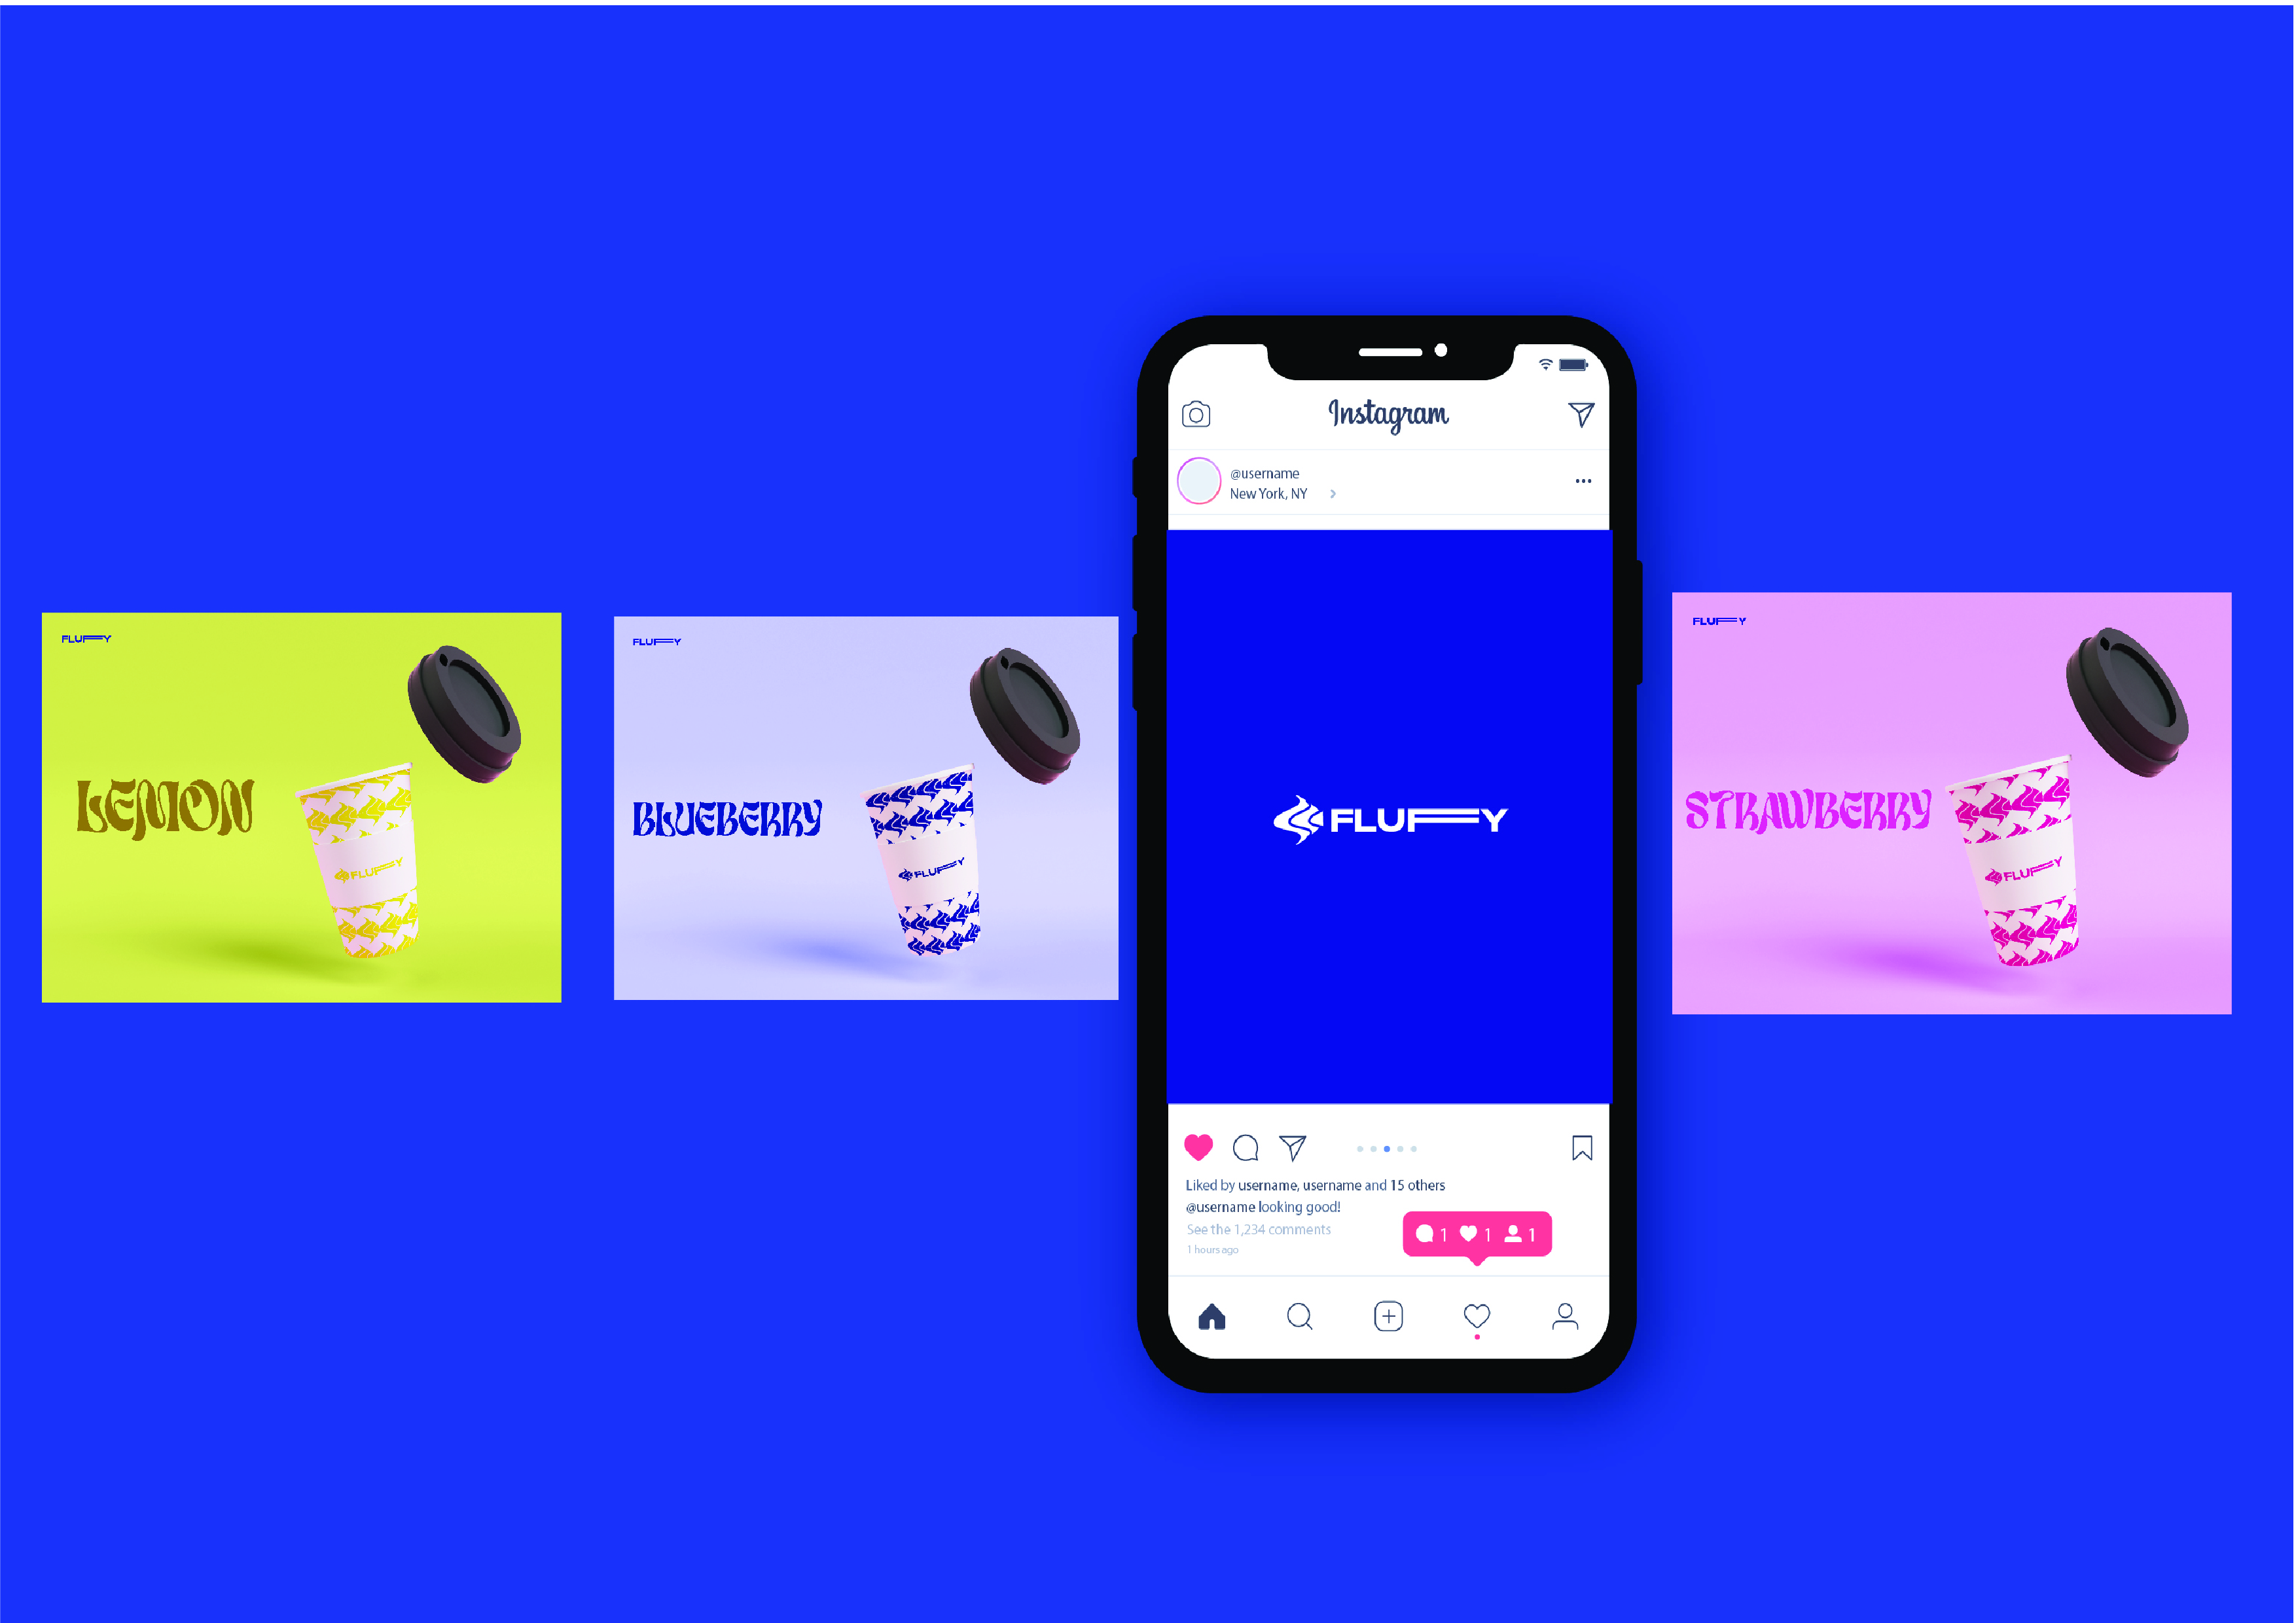 FLUFFY
LEMON
FLUFFY
FLUFFY
BLUEBERRY
FLUFFY
Instagram
@username
New York, NY
FLUFFY
Liked by username, username and 15 others
@username looking good!
See the 1,234 comments
1 hours ago
1 1 1
FLUFFY
STRAWBERRY
FLUFFY